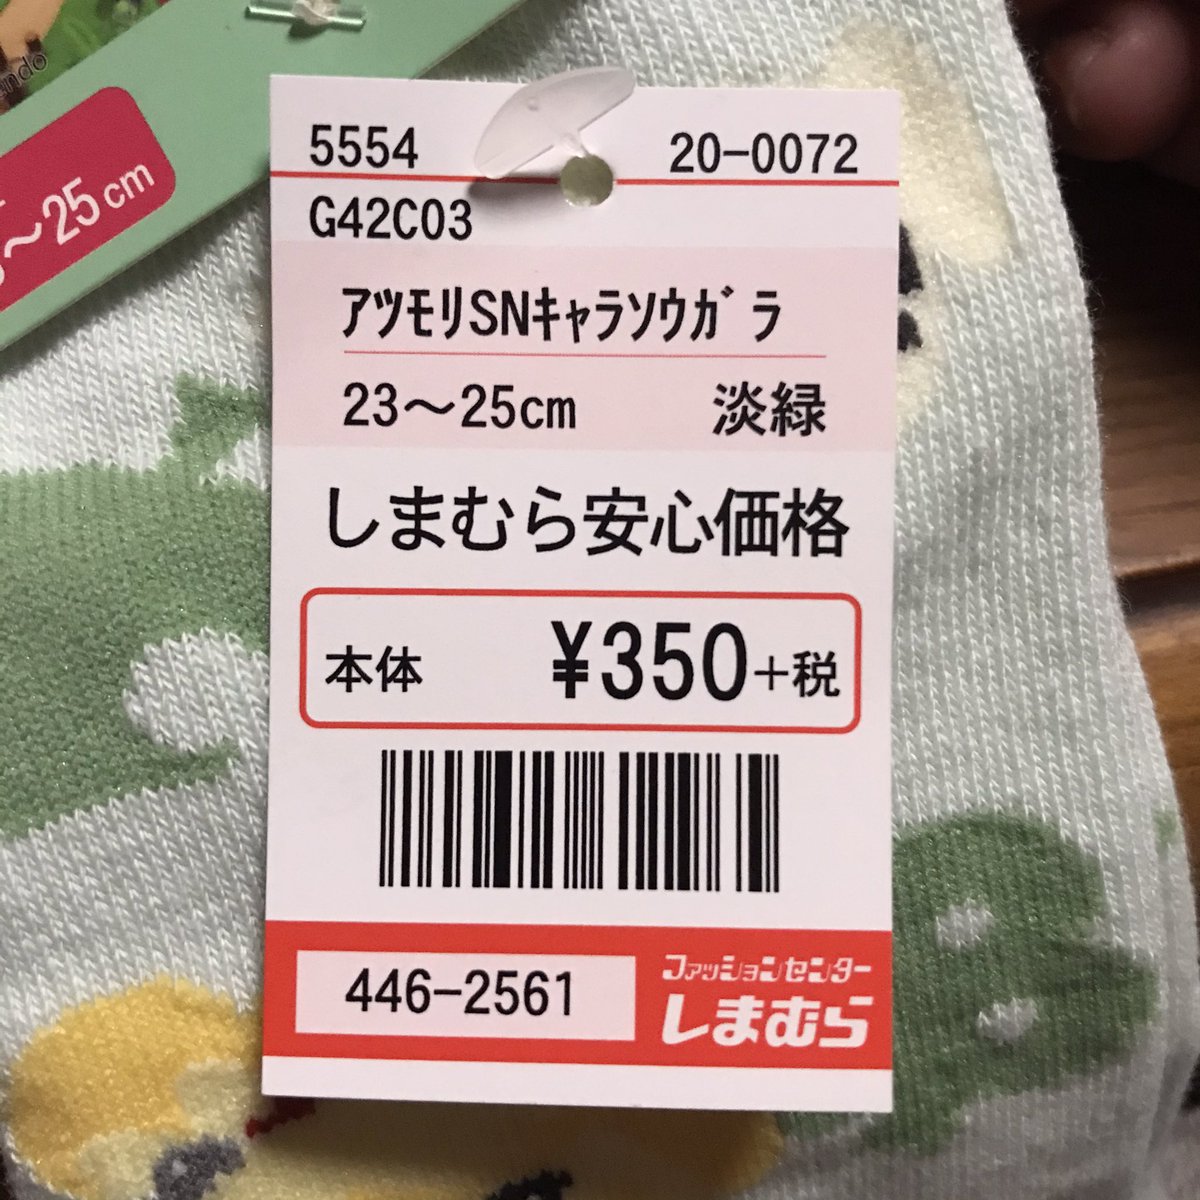 5554 20-0072
G42C03
ｱﾂﾓﾘSNｷｬﾗｿｳｶﾞﾗ
23～25cm 淡緑
しまむら安心価格
本体 ¥350+税
446-2561
ファッションセンター
しまむら
～25cm